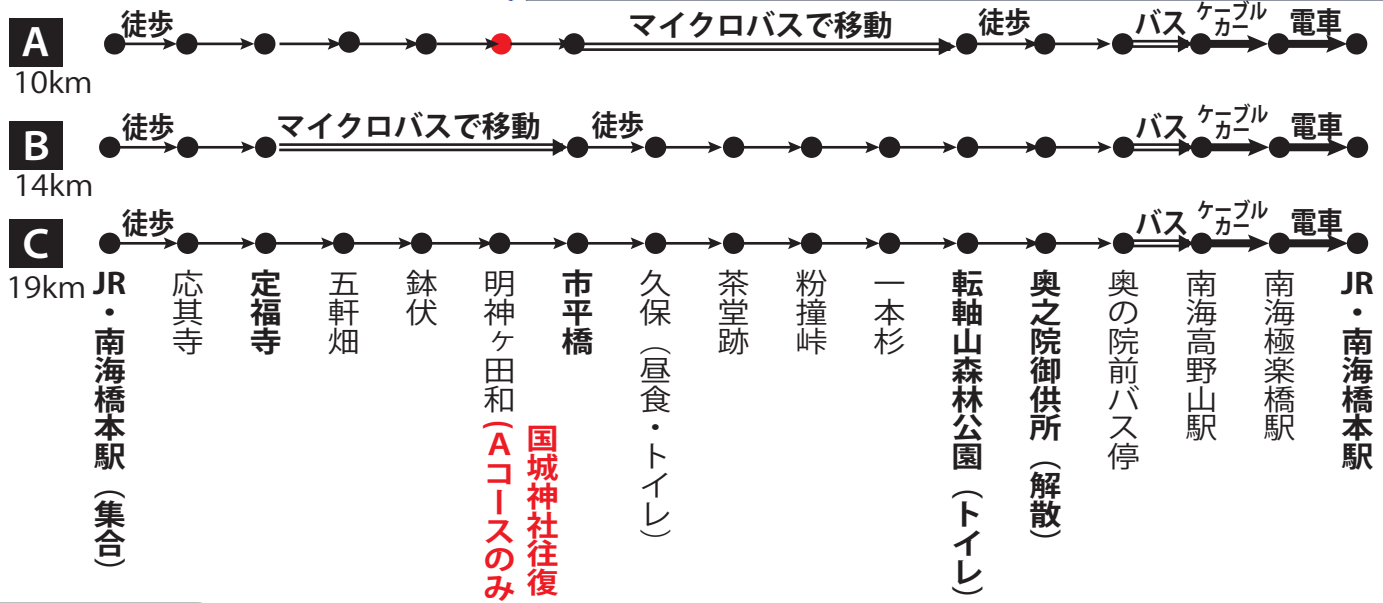 徒歩
マイクロバスで移動
徒歩
バス
ケーブル
カー
電車
A
10km
徒歩
マイクロバスで移動
徒歩
バス
ケーブル
カー
電車
B
14km
徒歩
バス
ケーブル
カー
電車
C
19km
JR・南海橋本駅（集合）
応其寺
定福寺
五軒畑
鉢伏
明神ヶ田和(Aコースのみ
国城神社往復
市平橋
久保（昼食・トイレ）
茶堂跡
粉撞峠
一本杉
転軸山森林公園（トイレ）
奥之院御供所（解散）
奥の院前バス停
南海高野山駅
南海極楽橋駅
JR・南海橋本駅